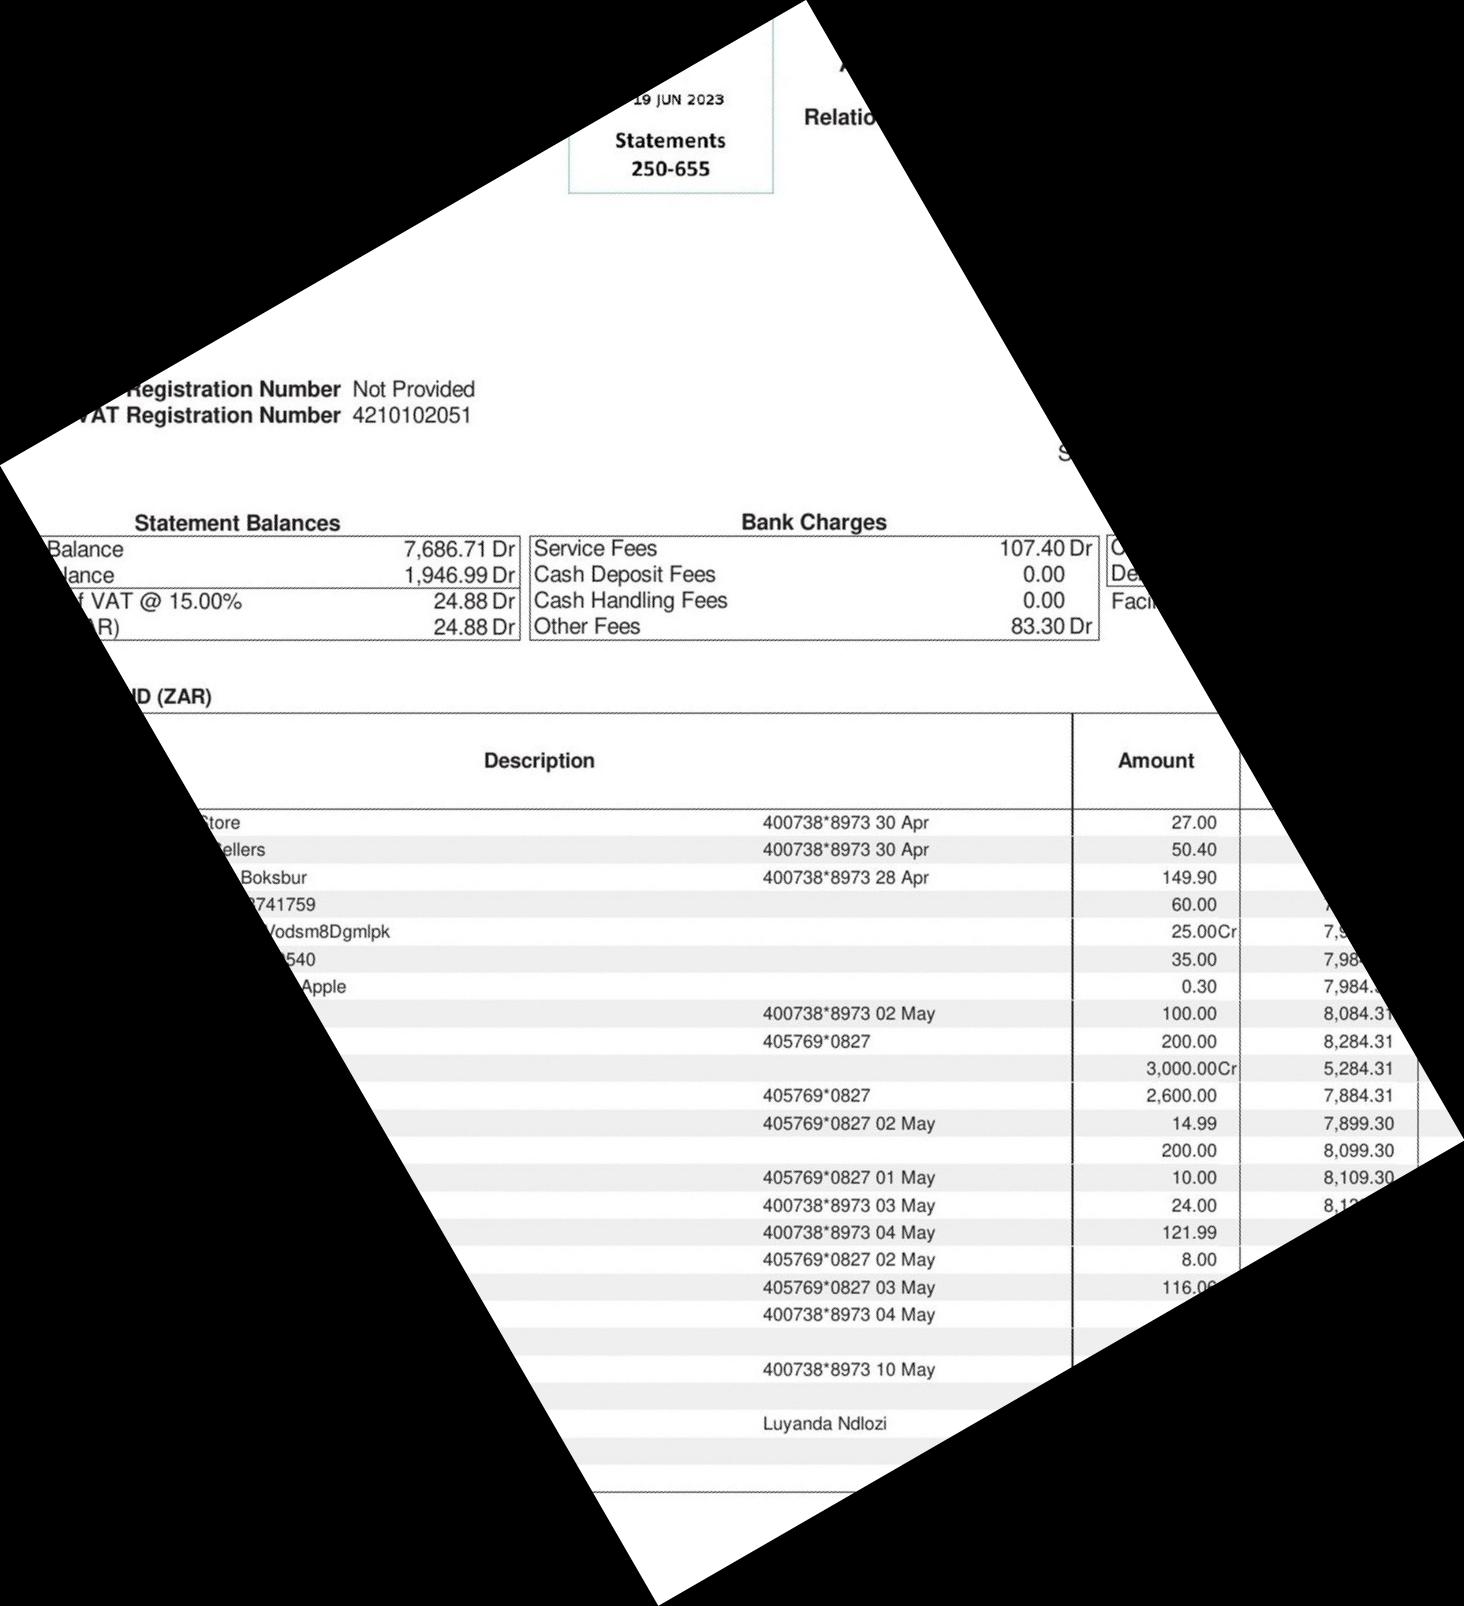 19 JUN 2023
Relatio
Statements
250-655
Registration Number Not Provided
VAT Registration Number 4210102051
S
Statement Balances Bank Charges
Balance 7,686.71 Dr Service Fees 107.40 Dr
lance 1,946.99 Dr Cash Deposit Fees 0.00 De
f VAT @ 15.00% 24.88 Dr Cash Handling Fees 0.00 Faci
AR) 24.88 Dr Other Fees 83.30 Dr
ND (ZAR)
Description Amount
Store 400738*8973 30 Apr 27.00
Sellers 400738*8973 30 Apr 50.40
Boksbur 400738*8973 28 Apr 149.90
741759 60.00
Vodsm8Dgmlpk 25.00Cr 7,9
540 35.00 7,98
Apple 0.30 7,984.
400738*8973 02 May 100.00 8,084.31
405769*0827 200.00 8,284.31
3,000.00Cr 5,284.31
405769*0827 2,600.00 7,884.31
405769*0827 02 May 14.99 7,899.30
200.00 8,099.30
405769*0827 01 May 10.00 8,109.30
400738*8973 03 May 24.00 8,1
400738*8973 04 May 121.99
405769*0827 02 May 8.00
405769*0827 03 May 116.0
400738*8973 04 May
400738*8973 10 May
Luyanda Ndlozi